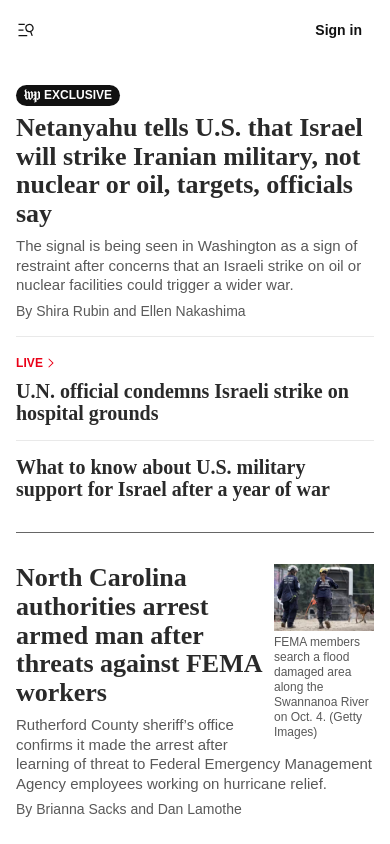 Sign in
wp EXCLUSIVE
Netanyahu tells U.S. that Israel
will strike Iranian military, not
nuclear or oil, targets, officials
say
The signal is being seen in Washington as a sign of
restraint after concerns that an Israeli strike on oil or
nuclear facilities could trigger a wider war.
By Shira Rubin and Ellen Nakashima
LIVE
U.N. official condemns Israeli strike on
hospital grounds
What to know about U.S. military
support for Israel after a year of war
North Carolina
authorities arrest
armed man after
threats against FEMA
workers
FEMA members
search a flood
damaged area
along the
Swannanoa River
on Oct. 4. (Getty
Images)
Rutherford County sheriff’s office
confirms it made the arrest after
learning of threat to Federal Emergency Management
Agency employees working on hurricane relief.
By Brianna Sacks and Dan Lamothe